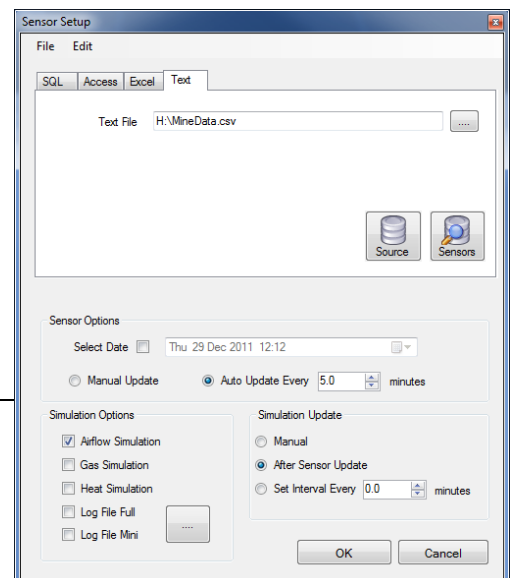 Sensor Setup
File Edit
SQL Access Excel Text
Text File H:\MineData.csv ....
Source Sensors
Sensor Options
Select Date Thu 29 Dec 2011 12:12
Manual Update Auto Update Every 5.0 minutes
Simulation Options
Airflow Simulation
Gas Simulation
Heat Simulation
Log File Full
Log File Mini
....
Simulation Update
Manual
After Sensor Update
Set Interval Every 0.0 minutes
OK Cancel